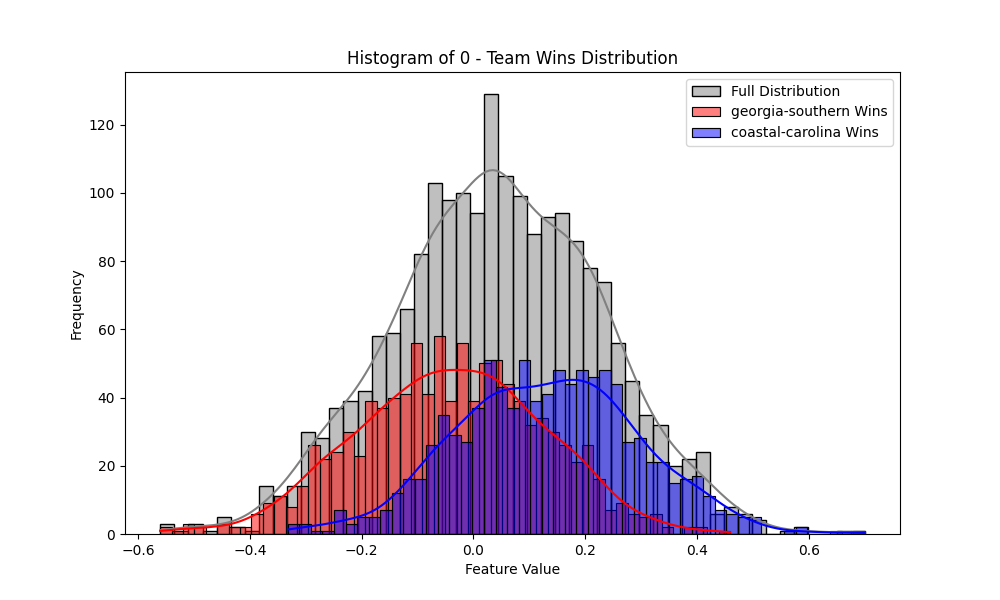 Histogram of 0 - Team Wins Distribution
Full Distribution
georgia-southern Wins
coastal-carolina Wins
Frequency
120
100
80
60
40
20
0
−0.6 −0.4 −0.2 0.0 0.2 0.4 0.6
Feature Value